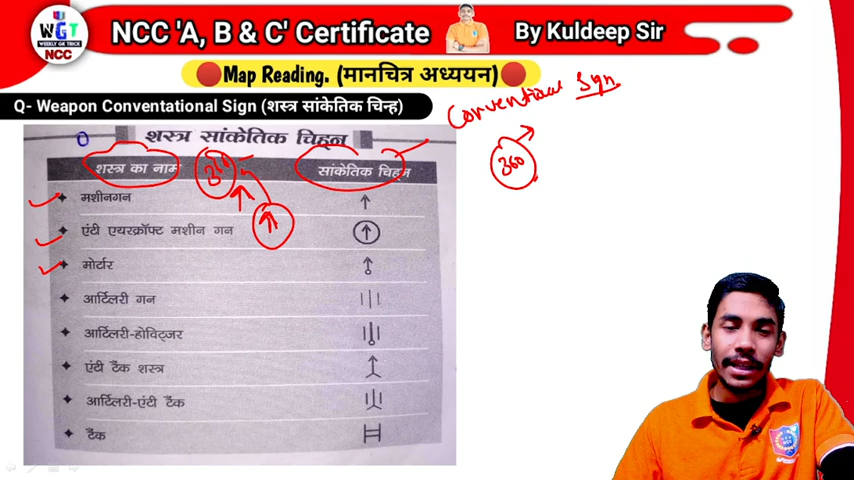 WGT
WEEKLY GK TRICK
NCC
NCC 'A, B & C' Certificate
By Kuldeep Sir
Map Reading. (मानचित्र अध्ययन)
Q- Weapon Conventational Sign (शस्त्र सांकेतिक चिन्ह)
Conventional Sign
360
शस्त्र सांकेतिक चिह्न
शस्त्र का नाम 360 सांकेतिक चिह्न
मशीनगन
एंटी एयरक्रॉफ्ट मशीन गन
मोर्टार
आर्टिलरी गन
आर्टिलरी-होविट्जर
एंटी टैंक शस्त्र
आर्टिलरी-एंटी टैंक
टैंक